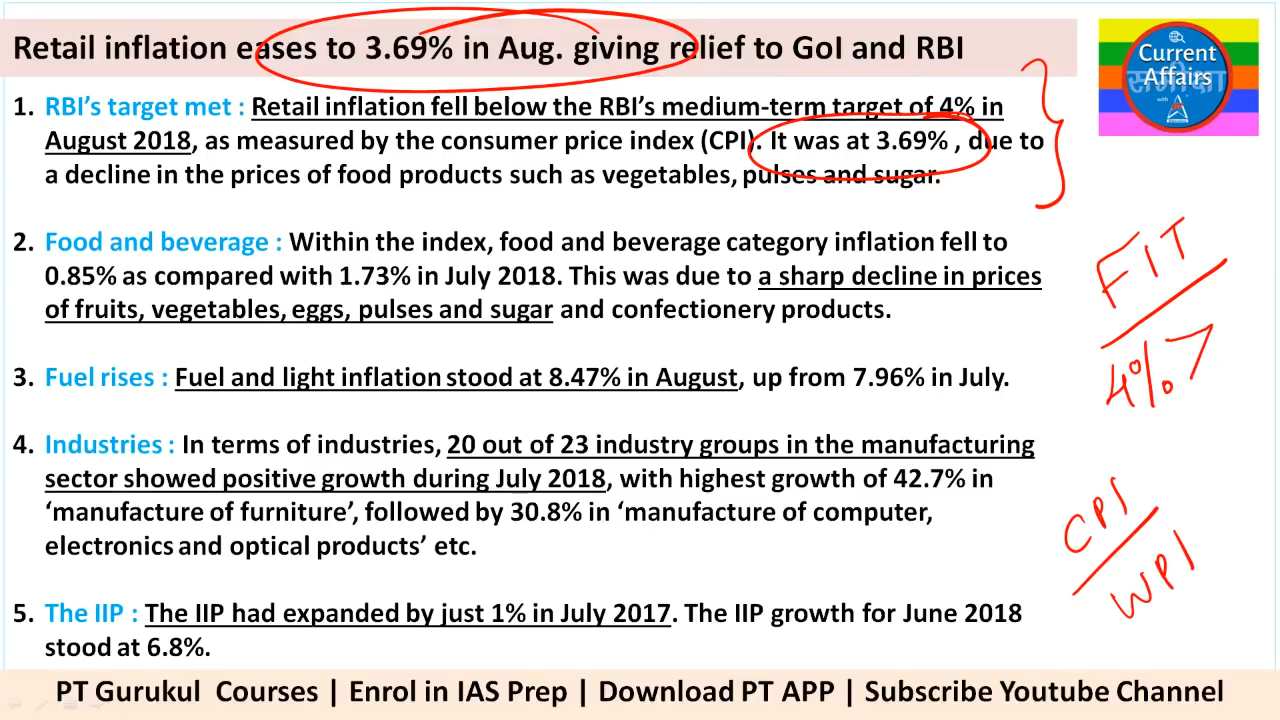 Retail inflation eases to 3.69% in Aug. giving relief to GoI and RBI
Current
Affairs
समीक्षा
with
PT
1. RBI’s target met : Retail inflation fell below the RBI’s medium-term target of 4% in
August 2018, as measured by the consumer price index (CPI). It was at 3.69% , due to
a decline in the prices of food products such as vegetables, pulses and sugar.
2. Food and beverage : Within the index, food and beverage category inflation fell to
0.85% as compared with 1.73% in July 2018. This was due to a sharp decline in prices
of fruits, vegetables, eggs, pulses and sugar and confectionery products.
FIT
4% >
3. Fuel rises : Fuel and light inflation stood at 8.47% in August, up from 7.96% in July.
4. Industries : In terms of industries, 20 out of 23 industry groups in the manufacturing
sector showed positive growth during July 2018, with highest growth of 42.7% in
‘manufacture of furniture’, followed by 30.8% in ‘manufacture of computer,
electronics and optical products’ etc.
CPI
WPI
5. The IIP : The IIP had expanded by just 1% in July 2017. The IIP growth for June 2018
stood at 6.8%.
PT Gurukul Courses | Enrol in IAS Prep | Download PT APP | Subscribe Youtube Channel